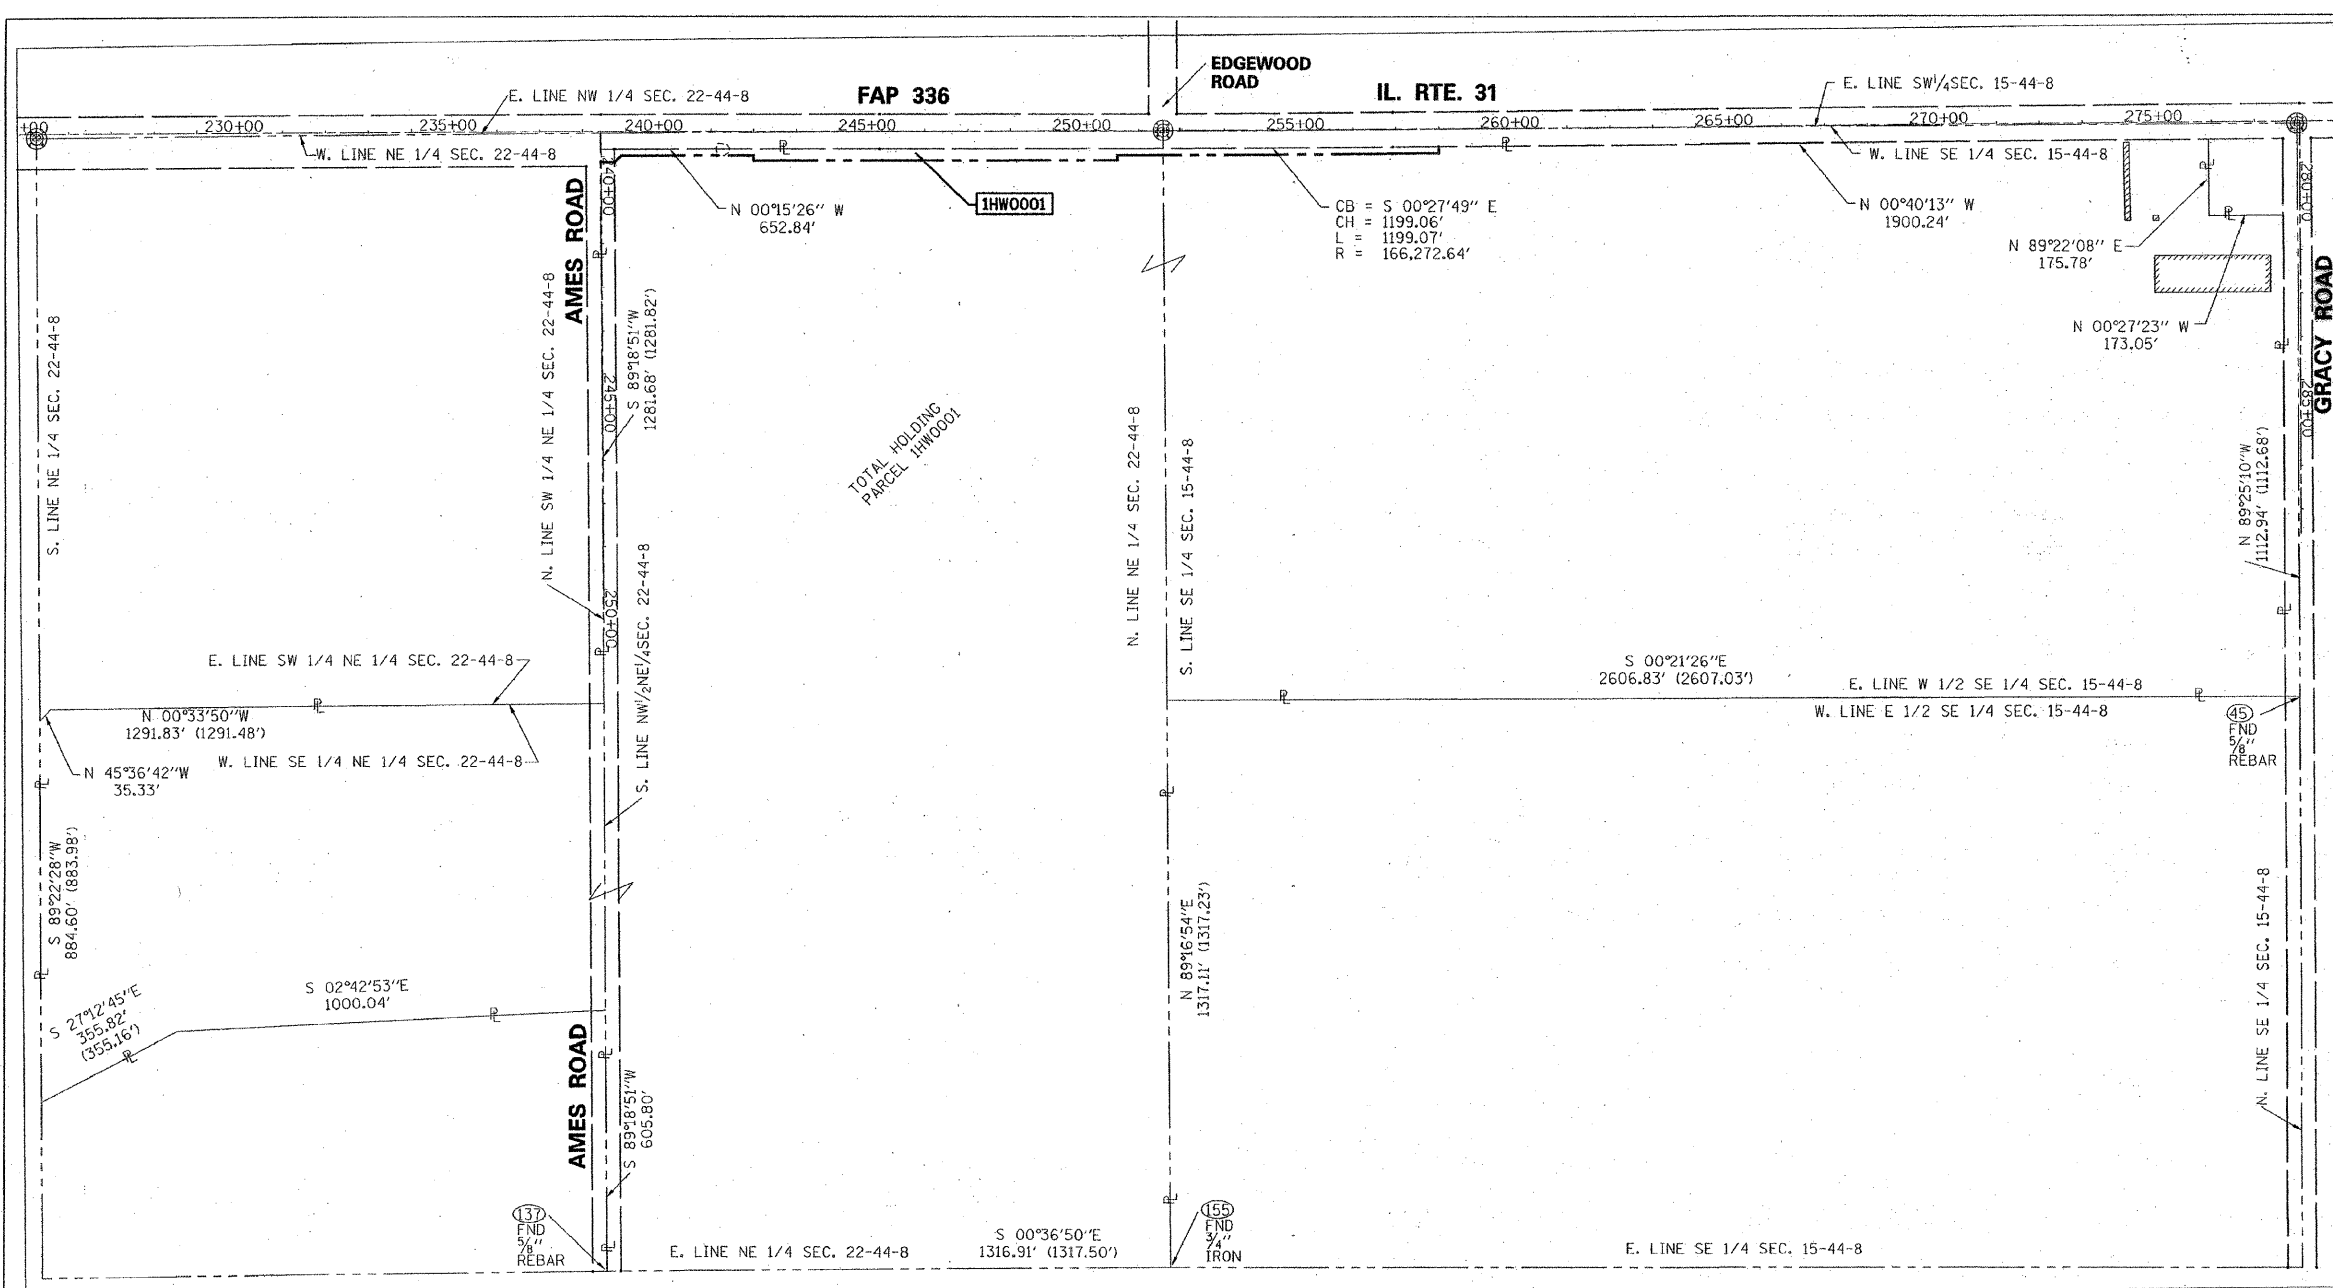 EDGEWOOD
ROAD
FAP 336
IL. RTE. 31
E. LINE NW 1/4 SEC. 22-44-8
E. LINE SW1/4SEC. 15-44-8
+00
230+00
235+00
240+00
245+00
250+00
255+00
260+00
265+00
270+00
275+00
W. LINE NE 1/4 SEC. 22-44-8
W. LINE SE 1/4 SEC. 15-44-8
N 00°15'26" W
652.84'
1HW0001
CB = S 00°27'49" E
CH = 1199.06'
L = 1199.07'
R = 166,272.64'
N 00°40'13" W
1900.24'
N 89°22'08" E
175.78'
N 00°27'23" W
173.05'
AMES ROAD
240+00
245+00
250+00
280+00
285+00
GRACY ROAD
S. LINE NE 1/4 SEC. 22-44-8
N. LINE SW 1/4 NE 1/4 SEC. 22-44-8
S 89°18'51"W
1281.68' (1281.82')
TOTAL HOLDING
PARCEL 1HW0001
N. LINE NE 1/4 SEC. 22-44-8
S. LINE SE 1/4 SEC. 15-44-8
N 89°25'10"W
1112.94' (1112.68')
S. LINE NW1/2NE1/4SEC. 22-44-8
E. LINE SW 1/4 NE 1/4 SEC. 22-44-8
N 00°33'50"W
1291.83' (1291.48')
W. LINE SE 1/4 NE 1/4 SEC. 22-44-8
N 45°36'42"W
35.33'
S 00°21'26"E
2606.83' (2607.03')
E. LINE W 1/2 SE 1/4 SEC. 15-44-8
W. LINE E 1/2 SE 1/4 SEC. 15-44-8
45
FND
5/8"
REBAR
S 89°22'28"W
884.60' (883.98')
S 27°12'45"E
355.82'
(355.16')
S 02°42'53"E
1000.04'
AMES ROAD
S 89°18'51"W
605.80'
N 89°16'54"E
1317.11' (1317.23')
N. LINE SE 1/4 SEC. 15-44-8
137
FND
5/8"
REBAR
E. LINE NE 1/4 SEC. 22-44-8
S 00°36'50"E
1316.91' (1317.50')
155
FND
3/4"
IRON
E. LINE SE 1/4 SEC. 15-44-8